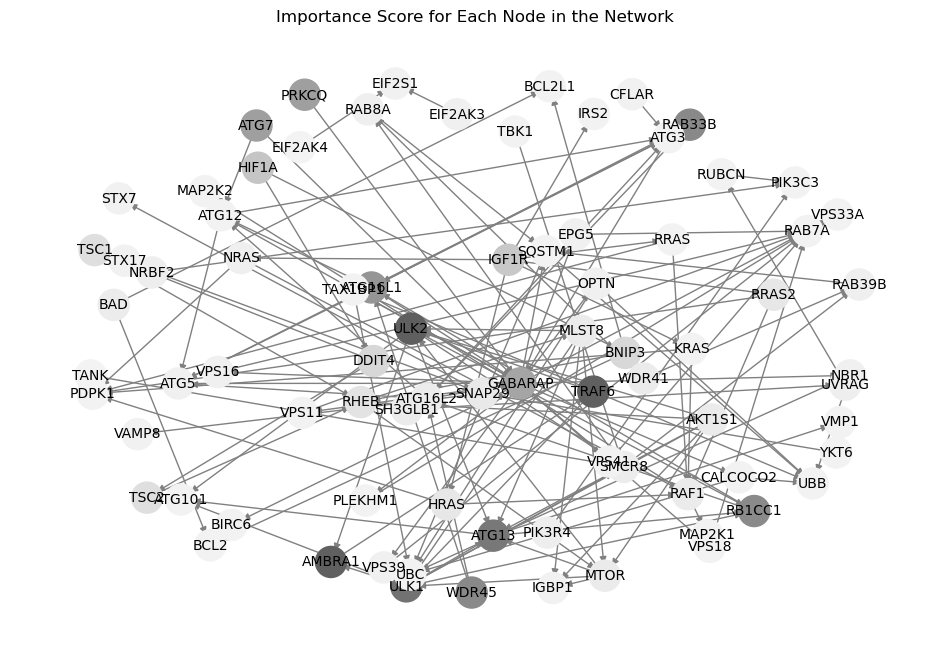 Importance Score for Each Node in the Network
EIF2S1
BCL2L1
PRKCQ
CFLAR
RAB8A
EIF2AK3
IRS2
ATG7
TBK1
RAB33B
ATG3
EIF2AK4
HIF1A
RUBCN
PIK3C3
MAP2K2
STX7
ATG12
VPS33A
RAB7A
EPG5
RRAS
TSC1
SQSTM1
NRAS
IGF1R
STX17
NRBF2
OPTN
RAB39B
ATG16L1
RRAS2
BAD
ULK2
MLST8
KRAS
BNIP3
DDIT4
VPS16
TANK
NBR1
WDR41
ATG5
GABARAP
UVRAG
PDPK1
TRAF6
SNAP29
ATG16L2
RHEB
SH3GLB1
VPS11
AKT1S1
VMP1
VAMP8
YKT6
VPS41
SMCR8
CALCOCO2
UBB
RAF1
TSC2
ATG101
PLEKHM1
HRAS
RB1CC1
BIRC6
PIK3R4
ATG13
MAP2K1
BCL2
VPS18
AMBRA1
VPS39
UBC
MTOR
ULK1
IGBP1
WDR45